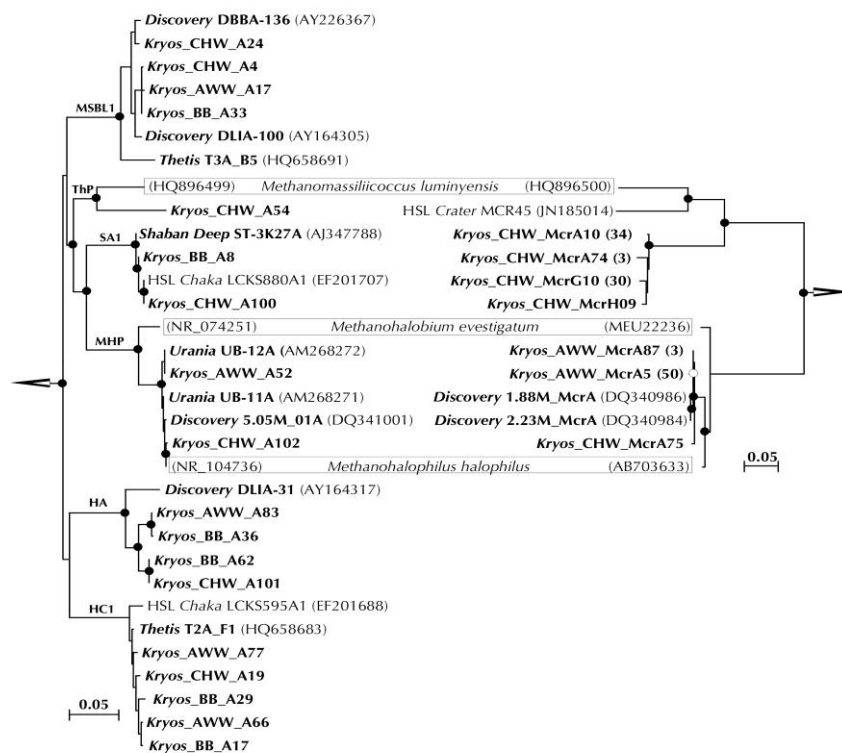 Discovery DBBA-136 (AY226367)
Kryos_CHW_A24
Kryos_CHW_A4
Kryos_AWW_A17
MSBL1
Kryos_BB_A33
Discovery DLIA-100 (AY164305)
Thetis T3A_B5 (HQ658691)
ThP
(HQ896499) Methanomassiliicoccus luminyensis (HQ896500)
Kryos_CHW_A54 HSL Crater MCR45 (JN185014)
Shaban Deep ST-3K27A (AJ347788) Kryos_CHW_McrA10 (34)
SA1
Kryos_BB_A8 Kryos_CHW_McrA74 (3)
HSL Chaka LCKS880A1 (EF201707) Kryos_CHW_McrG10 (30)
Kryos_CHW_A100 Kryos_CHW_McrH09
(NR_074251) Methanohalobium evestigatum (MEU22236)
MHP
Urania UB-12A (AM268272) Kryos_AWW_McrA87 (3)
Kryos_AWW_A52 Kryos_AWW_McrA5 (50)
Urania UB-11A (AM268271) Discovery 1.88M_McrA (DQ340986)
Discovery 5.05M_01A (DQ341001) Discovery 2.23M_McrA (DQ340984)
Kryos_CHW_A102 Kryos_CHW_McrA75
0.05
(NR_104736) Methanohalophilus halophilus (AB703633)
Discovery DLIA-31 (AY164317)
HA
Kryos_AWW_A83
Kryos_BB_A36
Kryos_BB_A62
Kryos_CHW_A101
HC1
HSL Chaka LCKS595A1 (EF201688)
Thetis T2A_F1 (HQ658683)
Kryos_AWW_A77
Kryos_CHW_A19
0.05
Kryos_BB_A29
Kryos_AWW_A66
Kryos_BB_A17